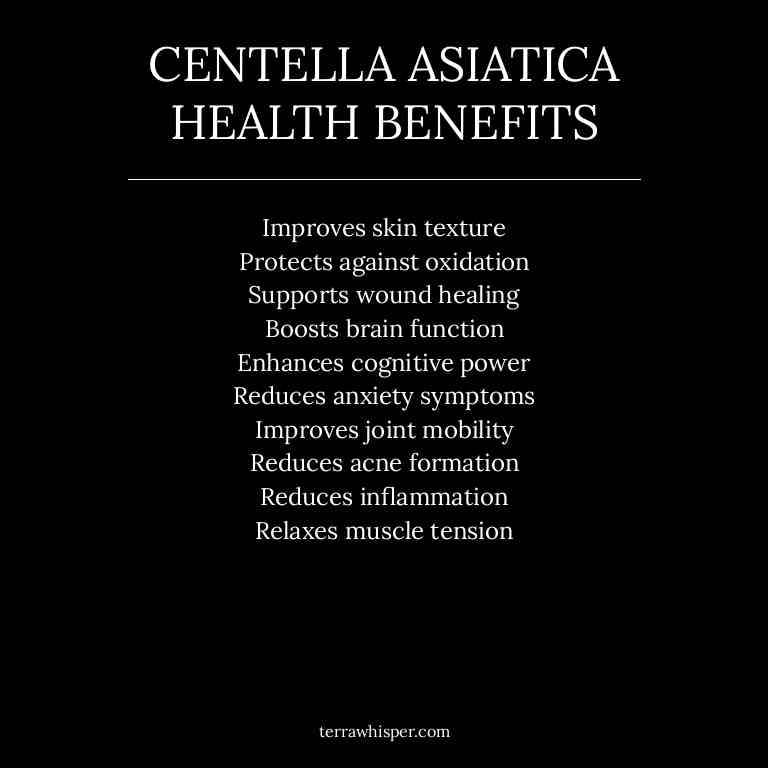 CENTELLA ASIATICA
HEALTH BENEFITS
Improves skin texture
Protects against oxidation
Supports wound healing
Boosts brain function
Enhances cognitive power
Reduces anxiety symptoms
Improves joint mobility
Reduces acne formation
Reduces inflammation
Relaxes muscle tension
terrawhisper.com